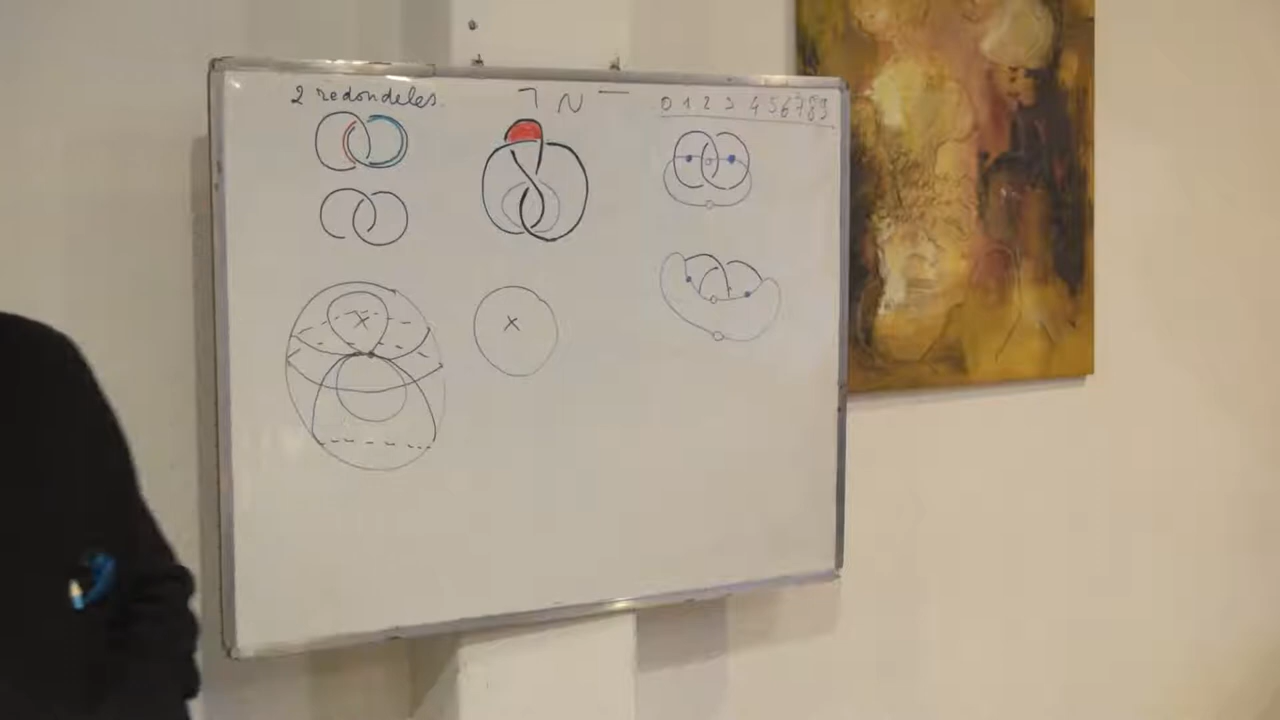 2 redondeles.
¬ ∼ —
0 1 2 3 4 5 6 7 8 9
x x